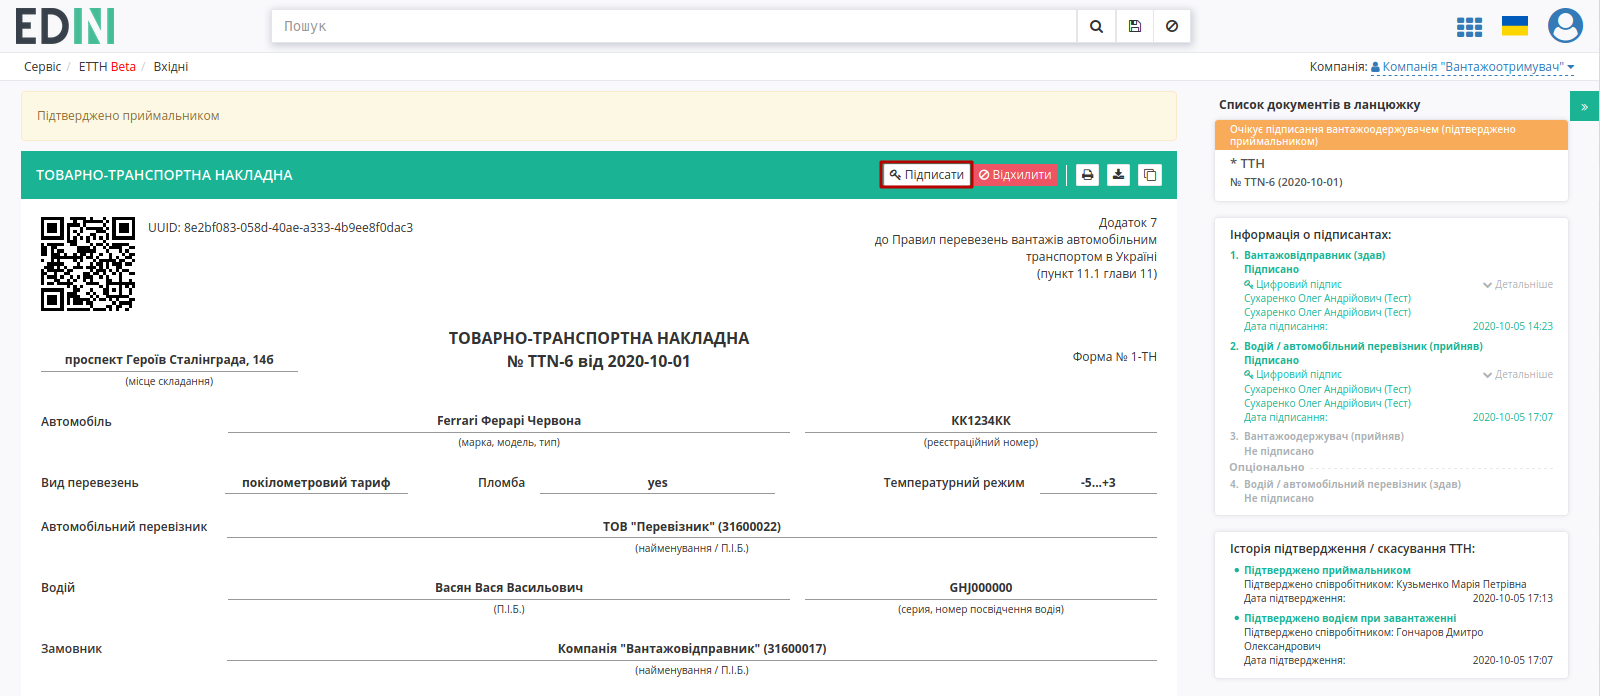 EDIN
Пошук
Сервіс / ЕТТН Beta / Вхідні
Компанія: Компанія "Вантажоотримувач"
Підтверджено приймальником
ТОВАРНО-ТРАНСПОРТНА НАКЛАДНА
Підписати
Відхилити
UUID: 8e2bf083-058d-40ae-a333-4b9ee8f0dac3
Додаток 7
до Правил перевезень вантажів автомобільним
транспортом в Україні
(пункт 11.1 глави 11)
ТОВАРНО-ТРАНСПОРТНА НАКЛАДНА
№ TTN-6 від 2020-10-01
проспект Героїв Сталінграда, 14б
(місце складання)
Форма № 1-ТН
Автомобіль
Ferrari Ферарі Червона
(марка, модель, тип)
КК1234КК
(реєстраційний номер)
Вид перевезень
покілометровий тариф
Пломба
yes
Температурний режим
-5...+3
Автомобільний перевізник
ТОВ "Перевізник" (31600022)
(найменування / П.І.Б.)
Водій
Васян Вася Васильович
(П.І.Б.)
GHJ000000
(серия, номер посвідчення водія)
Замовник
Компанія "Вантажовідправник" (31600017)
(найменування / П.І.Б.)
»
Список документів в ланцюжку
Очікує підписання вантажоодержувачем (підтверджено
приймальником)
* ТТН
№ TTN-6 (2020-10-01)
Інформація о підписантах:
1. Вантажовідправник (здав)
Підписано
Цифровий підпис Детальніше
Сухаренко Олег Андрійович (Тест)
Сухаренко Олег Андрійович (Тест)
Дата підписання: 2020-10-05 14:23
2. Водій / автомобільний перевізник (прийняв)
Підписано
Цифровий підпис Детальніше
Сухаренко Олег Андрійович (Тест)
Сухаренко Олег Андрійович (Тест)
Дата підписання: 2020-10-05 17:07
3. Вантажоодержувач (прийняв)
Не підписано
Опціонально
4. Водій / автомобільний перевізник (здав)
Не підписано
Історія підтвердження / скасування ТТН:
Підтверджено приймальником
Підтверджено співробітником: Кузьменко Марія Петрівна
Дата підтвердження: 2020-10-05 17:13
Підтверджено водієм при завантаженні
Підтверджено співробітником: Гончаров Дмитро
Олександрович
Дата підтвердження: 2020-10-05 17:07